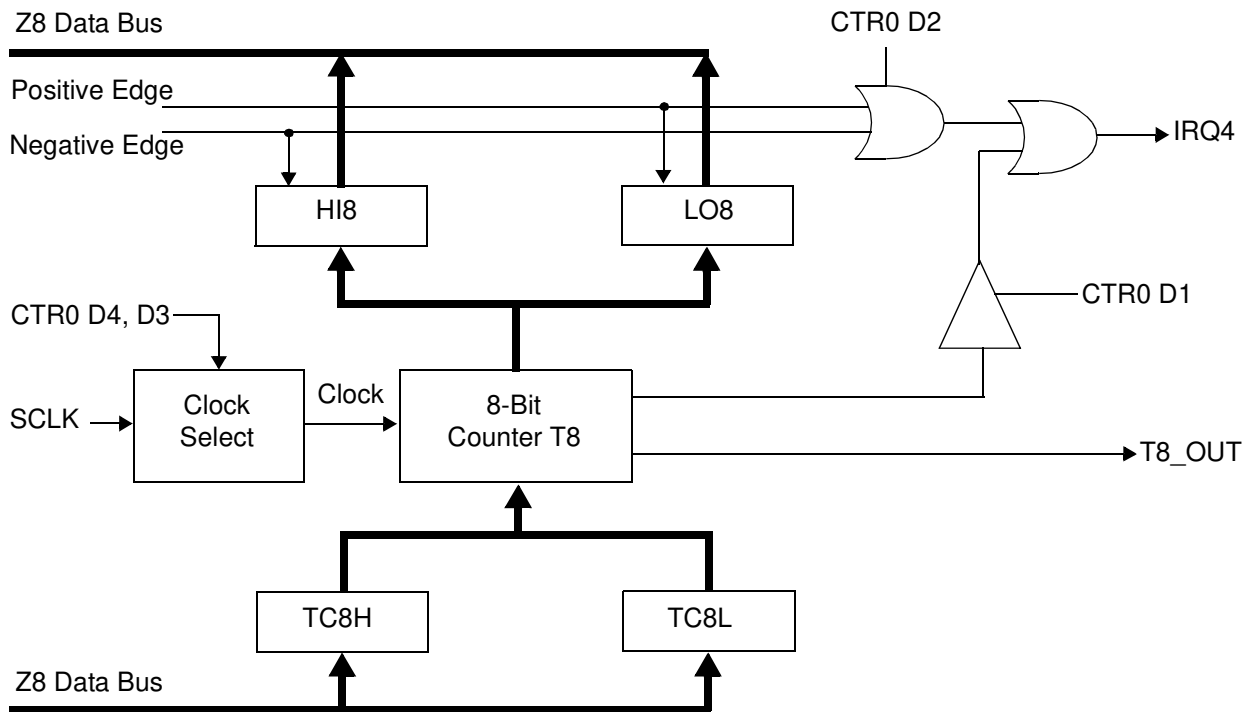 Z8 Data Bus
CTR0 D2
Positive Edge
Negative Edge
IRQ4
HI8
LO8
CTR0 D4, D3
CTR0 D1
SCLK
Clock
Select
Clock
8-Bit
Counter T8
T8_OUT
TC8H
TC8L
Z8 Data Bus